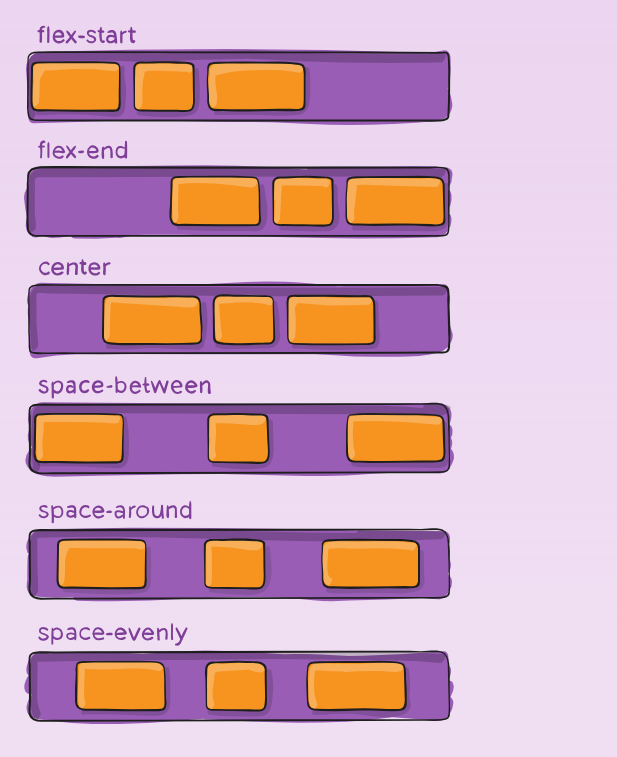 flex-start
flex-end
center
space-between
space-around
space-evenly